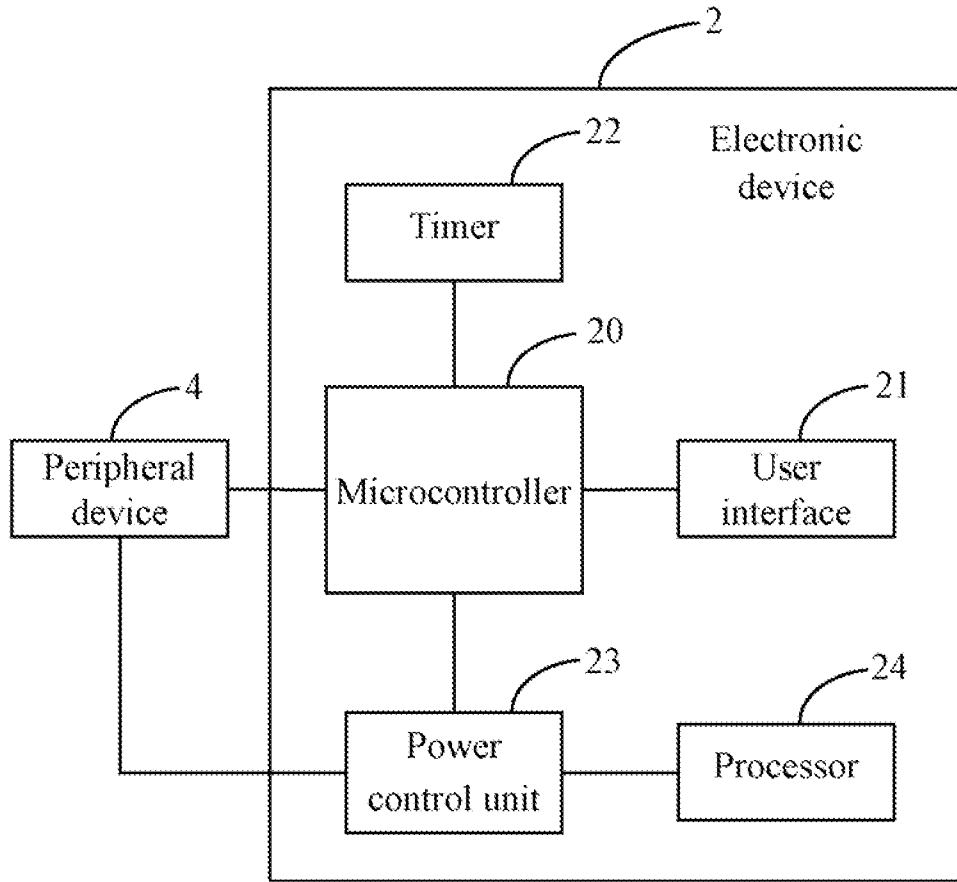 2
Electronic
device
22
Timer
20
4
21
Peripheral
device
Microcontroller
User
interface
23
24
Power
control unit
Processor